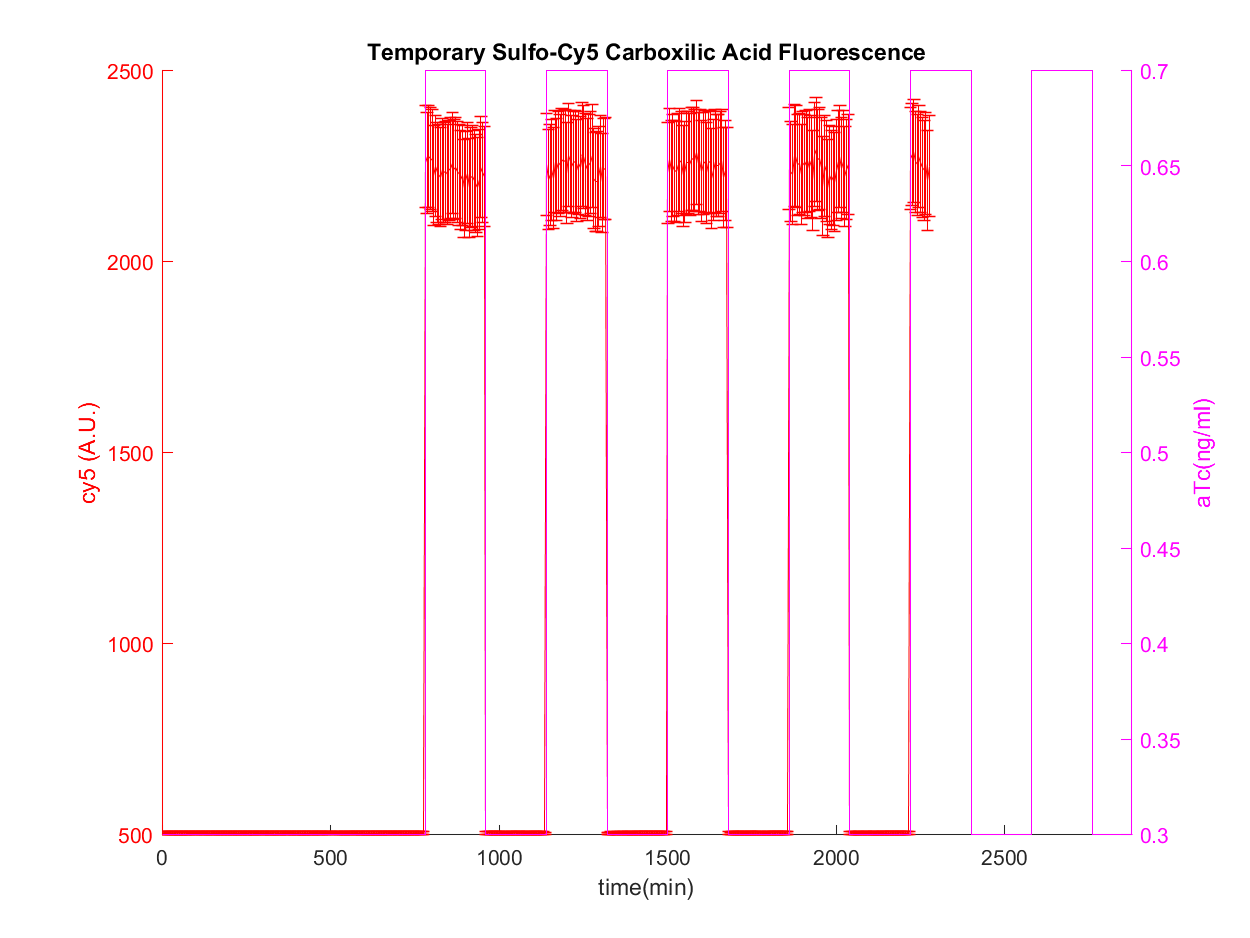 Temporary Sulfo-Cy5 Carboxilic Acid Fluorescence
2500
2000
1500
1000
500
cy5 (A.U.)
0.7
0.65
0.6
0.55
0.5
0.45
0.4
0.35
0.3
aTc(ng/ml)
0 500 1000 1500 2000 2500
time(min)